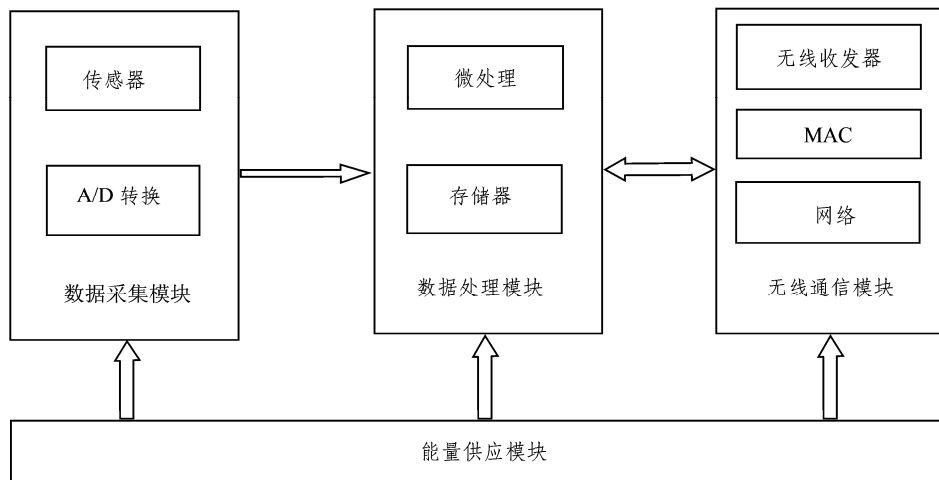 传感器
A/D 转换
数据采集模块
微处理
存储器
数据处理模块
无线收发器
MAC
网络
无线通信模块
能量供应模块